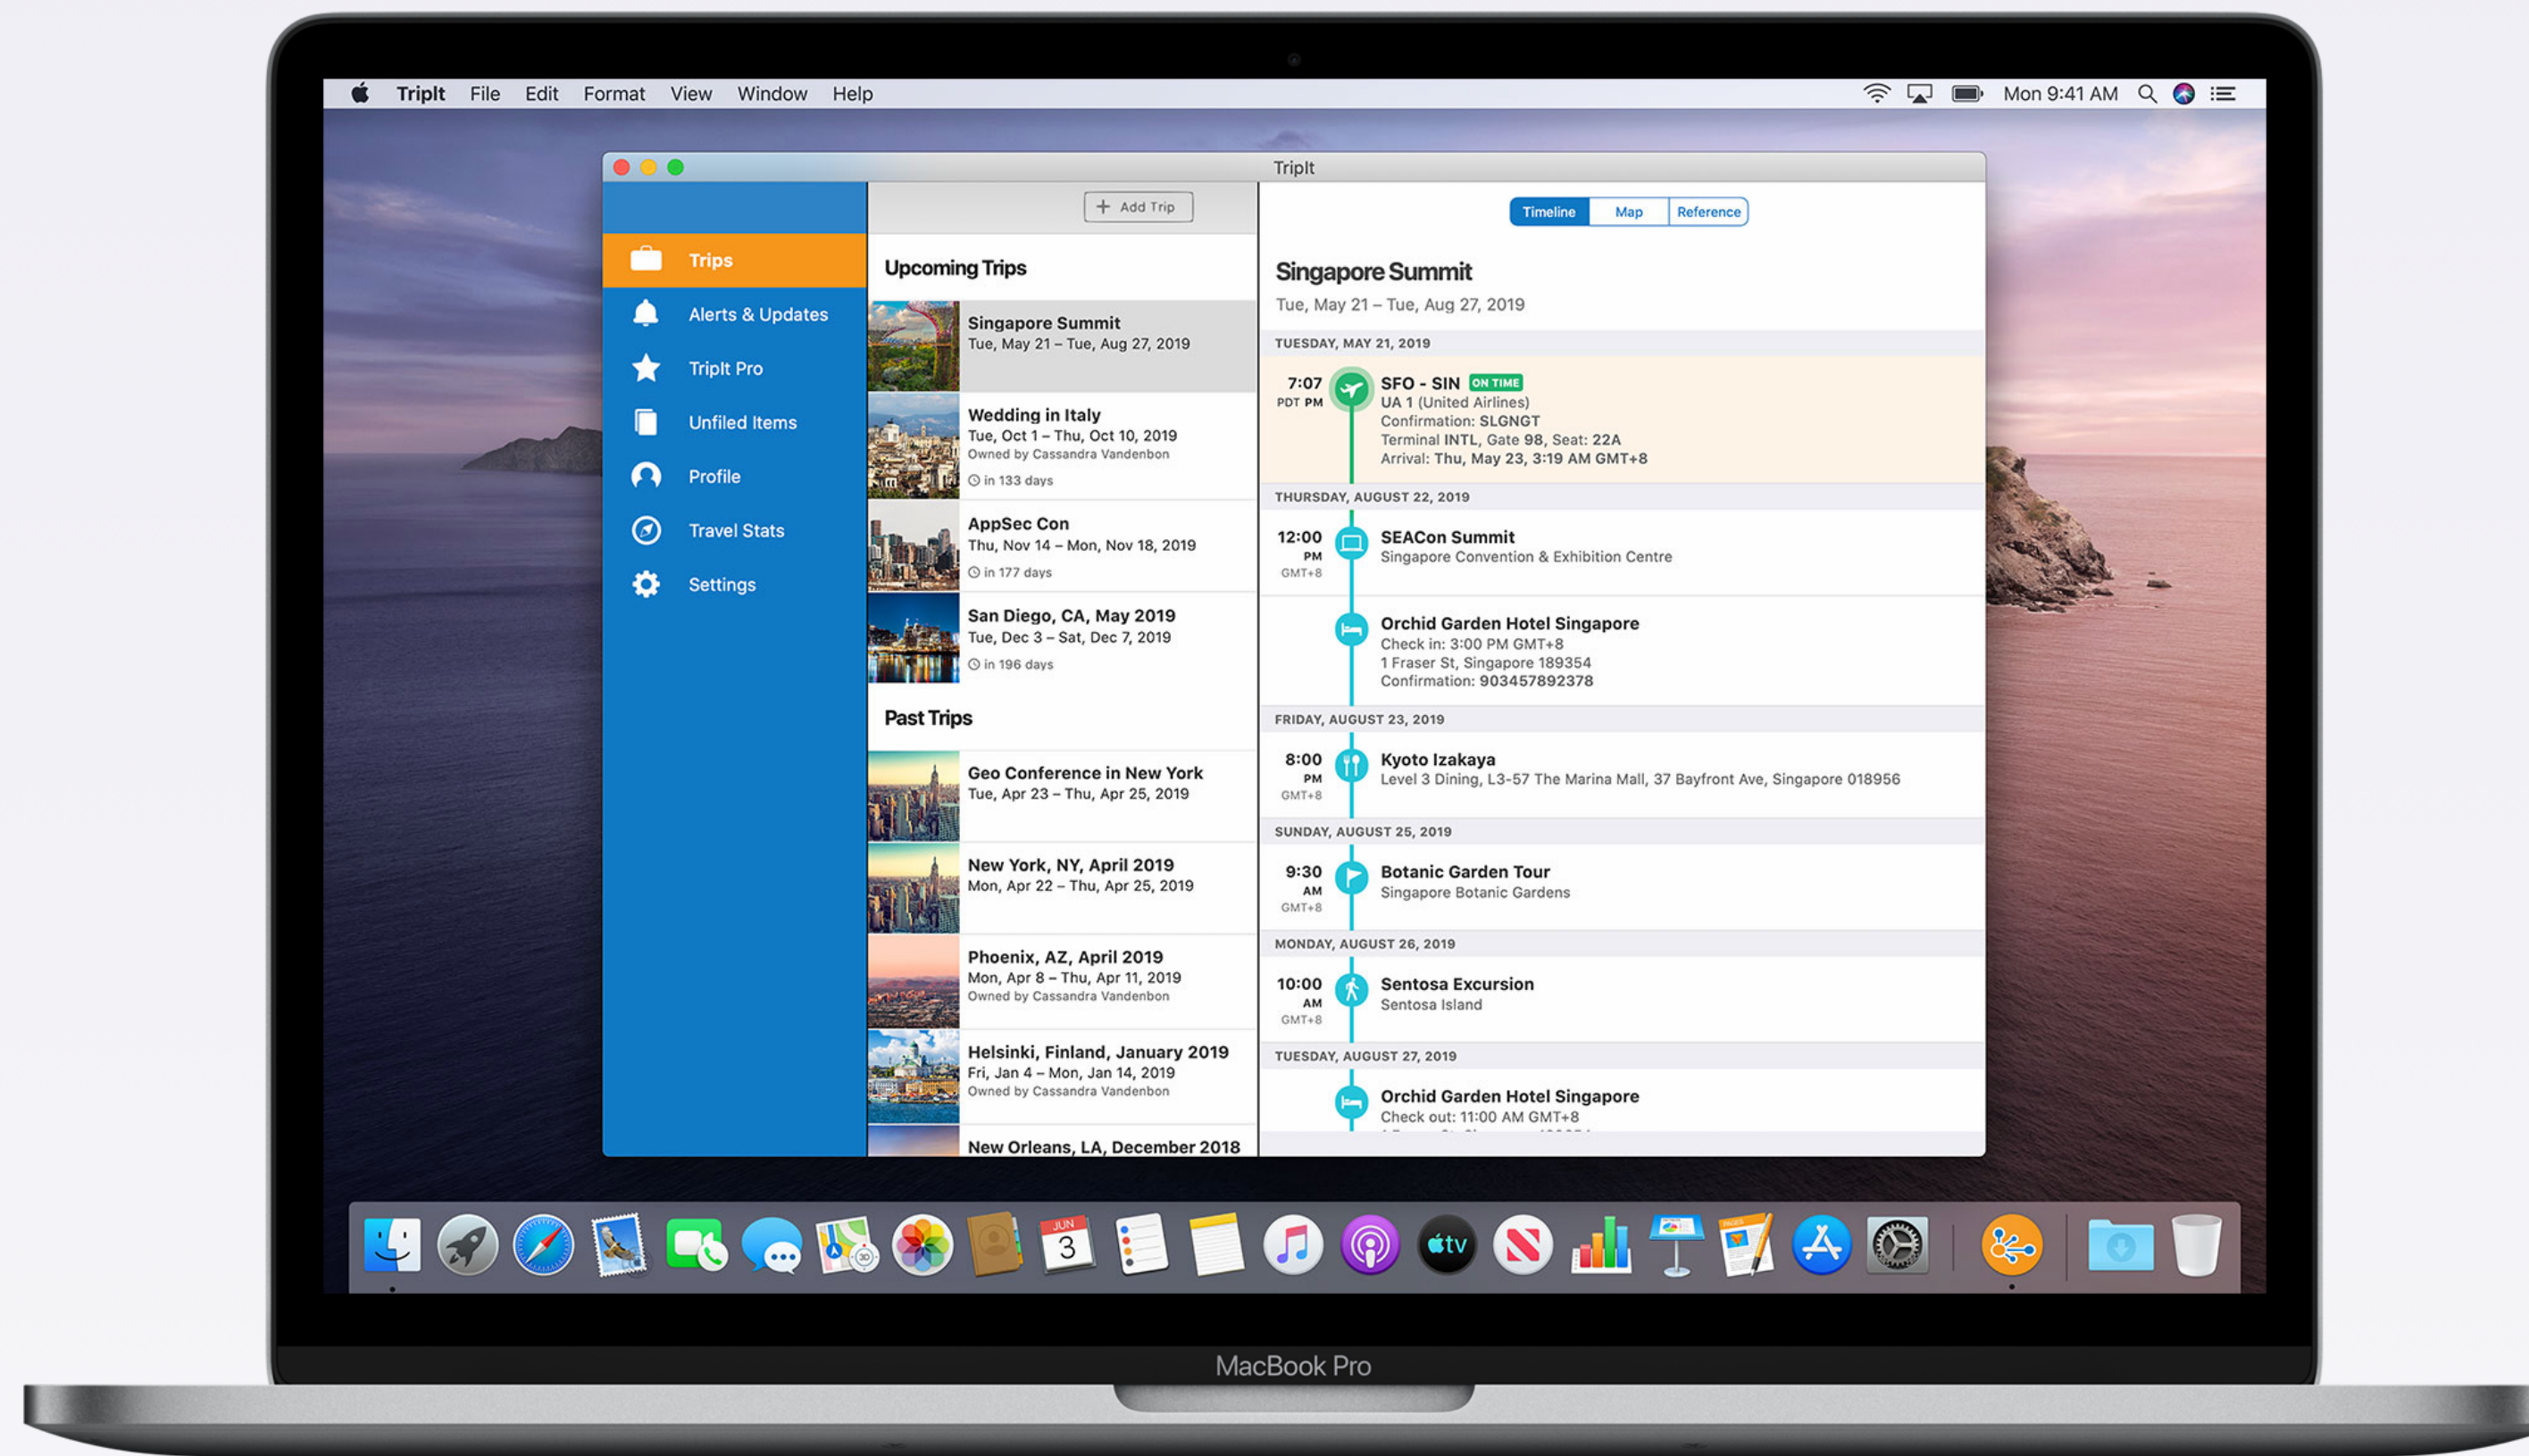 TripIt File Edit Format View Window Help
Mon 9:41 AM
TripIt
Trips
Alerts & Updates
TripIt Pro
Unfiled Items
Profile
Travel Stats
Settings
+ Add Trip
Upcoming Trips
Singapore Summit
Tue, May 21 – Tue, Aug 27, 2019
Wedding in Italy
Tue, Oct 1 – Thu, Oct 10, 2019
Owned by Cassandra Vandenbon
in 133 days
AppSec Con
Thu, Nov 14 – Mon, Nov 18, 2019
in 177 days
San Diego, CA, May 2019
Tue, Dec 3 – Sat, Dec 7, 2019
in 196 days
Past Trips
Geo Conference in New York
Tue, Apr 23 – Thu, Apr 25, 2019
New York, NY, April 2019
Mon, Apr 22 – Thu, Apr 25, 2019
Phoenix, AZ, April 2019
Mon, Apr 8 – Thu, Apr 11, 2019
Owned by Cassandra Vandenbon
Helsinki, Finland, January 2019
Fri, Jan 4 – Mon, Jan 14, 2019
Owned by Cassandra Vandenbon
New Orleans, LA, December 2018
Timeline Map Reference
Singapore Summit
Tue, May 21 – Tue, Aug 27, 2019
TUESDAY, MAY 21, 2019
7:07
PDT PM
SFO - SIN ON TIME
UA 1 (United Airlines)
Confirmation: SLGNGT
Terminal INTL, Gate 98, Seat: 22A
Arrival: Thu, May 23, 3:19 AM GMT+8
THURSDAY, AUGUST 22, 2019
12:00
PM
GMT+8
SEACon Summit
Singapore Convention & Exhibition Centre
Orchid Garden Hotel Singapore
Check in: 3:00 PM GMT+8
1 Fraser St, Singapore 189354
Confirmation: 903457892378
FRIDAY, AUGUST 23, 2019
8:00
PM
GMT+8
Kyoto Izakaya
Level 3 Dining, L3-57 The Marina Mall, 37 Bayfront Ave, Singapore 018956
SUNDAY, AUGUST 25, 2019
9:30
AM
GMT+8
Botanic Garden Tour
Singapore Botanic Gardens
MONDAY, AUGUST 26, 2019
10:00
AM
GMT+8
Sentosa Excursion
Sentosa Island
TUESDAY, AUGUST 27, 2019
Orchid Garden Hotel Singapore
Check out: 11:00 AM GMT+8
3D
JUN
3
tv
PAGES
MacBook Pro